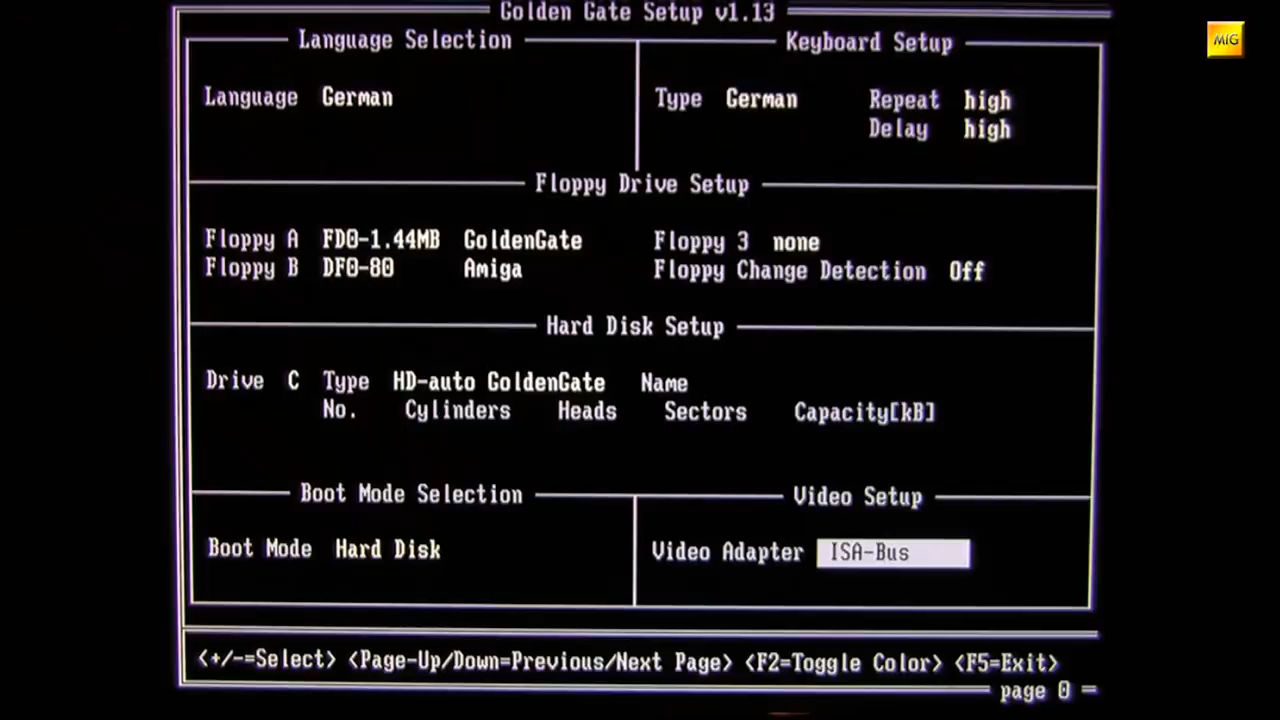 Golden Gate Setup v1.13
MIG
Language Selection
Keyboard Setup
Language German
Type German Repeat high
Delay high
Floppy Drive Setup
Floppy A FD0-1.44MB GoldenGate Floppy 3 none
Floppy B DF0-80 Amiga Floppy Change Detection Off
Hard Disk Setup
Drive C Type HD-auto GoldenGate Name
No. Cylinders Heads Sectors Capacity[kB]
Boot Mode Selection
Video Setup
Boot Mode Hard Disk
Video Adapter ISA-Bus
<+/-=Select> <Page-Up/Down=Previous/Next Page> <F2=Toggle Color> <F5=Exit>
page 0